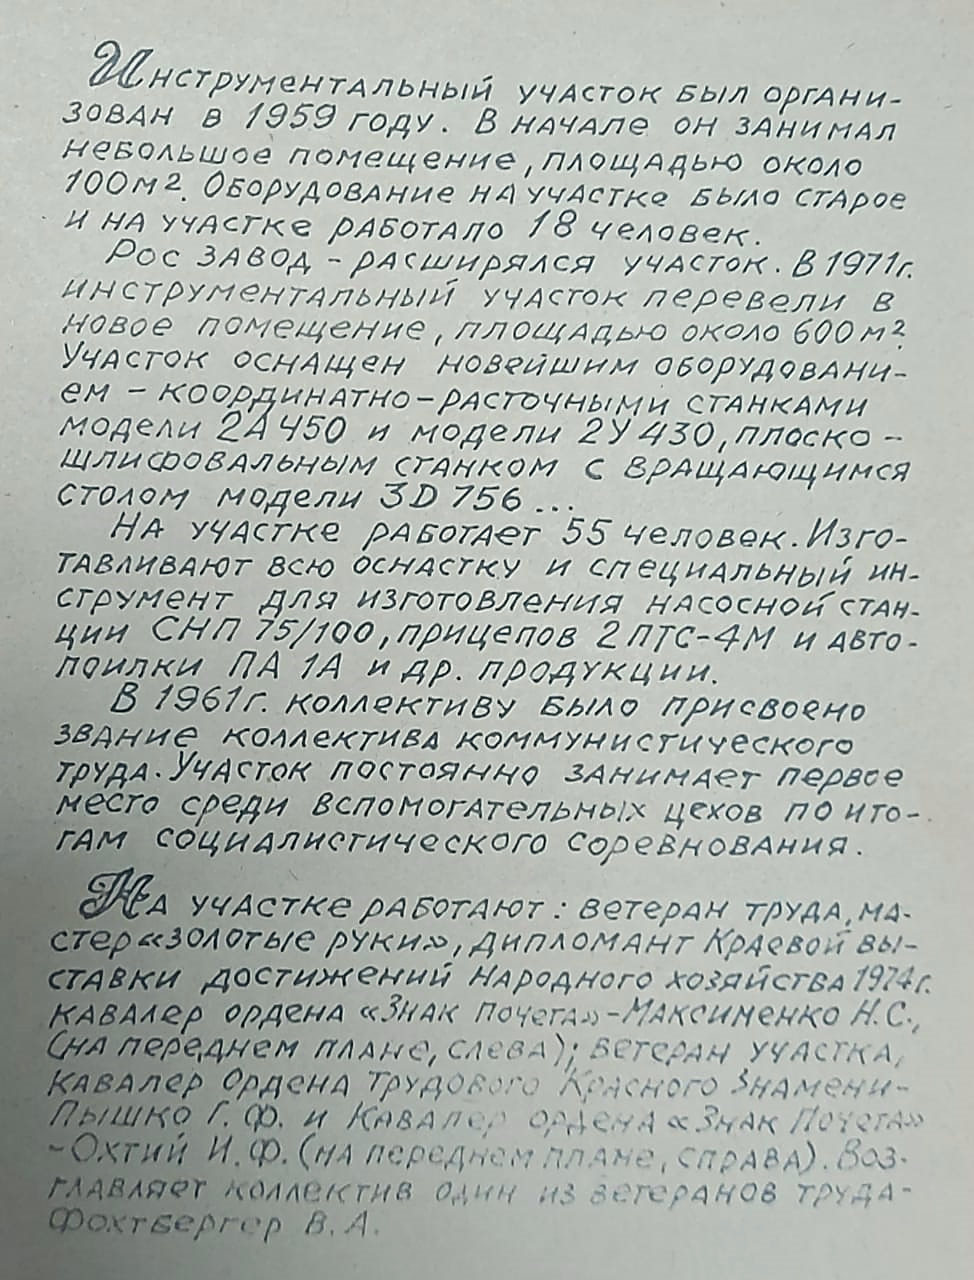 Инструментальный участок был органи-
зован в 1959 году. В начале он занимал
небольшое помещение, площадью около
100 м². Оборудование на участке было старое
и на участке работало 18 человек.
Рос завод - расширялся участок. В 1971г.
инструментальный участок перевели в
новое помещение, площадью около 600 м².
Участок оснащен новейшим оборудовани-
ем - координатно-расточными станками
модели 2А450 и модели 2У430, плоско-
шлифовальным станком с вращающимся
столом модели 3D756...
На участке работает 55 человек. Изго-
тавливают всю оснастку и специальный ин-
струмент для изготовления насосной стан-
ции СНП 75/100, прицепов 2ПТС-4М и авто-
поилки ПА 1А и др. продукции.
В 1961г. коллективу было присвоено
звание коллектива коммунистического
труда. Участок постоянно занимает первое
место среди вспомогательных цехов по ито-
гам социалистического соревнования.
На участке работают: ветеран труда, ма-
стер «золотые руки», дипломант Краевой вы-
ставки достижений Народного хозяйства 1974г.
кавалер ордена «Знак Почета» - Максименко Н.С.,
(на переднем плане, слева); ветеран участка,
кавалер Ордена Трудового Красного Знамени-
Пышко Г.Ф. и Кавалер ордена «Знак Почета»
- Охтий И.Ф. (на переднем плане, справа). Воз-
главляет коллектив один из ветеранов труда-
Фохтбергер В.А.